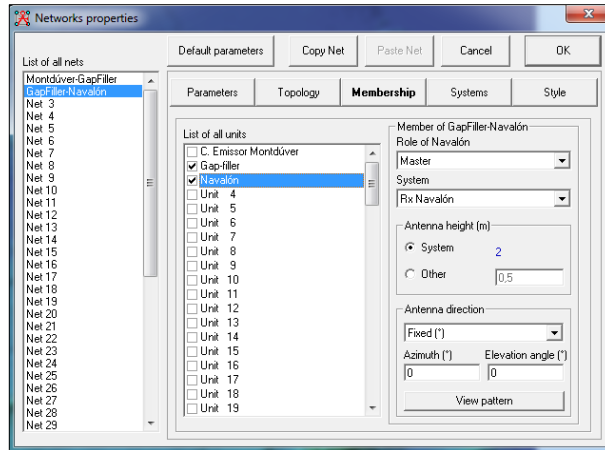 Networks properties
Default parameters
Copy Net
Paste Net
Cancel
OK
List of all nets
Montdúver-GapFiller
GapFiller-Navalón
Net 3
Net 4
Net 5
Net 6
Net 7
Net 8
Net 9
Net 10
Net 11
Net 12
Net 13
Net 14
Net 15
Net 16
Net 17
Net 18
Net 19
Net 20
Net 21
Net 22
Net 23
Net 24
Net 25
Net 26
Net 27
Net 28
Net 29
Parameters
Topology
Membership
Systems
Style
List of all units
C. Emissor Montdúver
Gap-filler
Navalón
Unit 4
Unit 5
Unit 6
Unit 7
Unit 8
Unit 9
Unit 10
Unit 11
Unit 12
Unit 13
Unit 14
Unit 15
Unit 16
Unit 17
Unit 18
Unit 19
Member of GapFiller-Navalón
Role of Navalón
Master
System
Rx Navalón
Antenna height (m)
System 2
Other 0,5
Antenna direction
Fixed (°)
Azimuth (°) Elevation angle (°)
0 0
View pattern